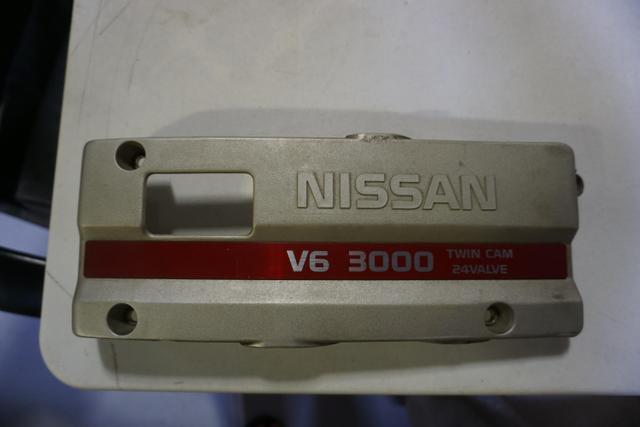 NISSAN
V6 3000 TWIN CAM
24VALVE